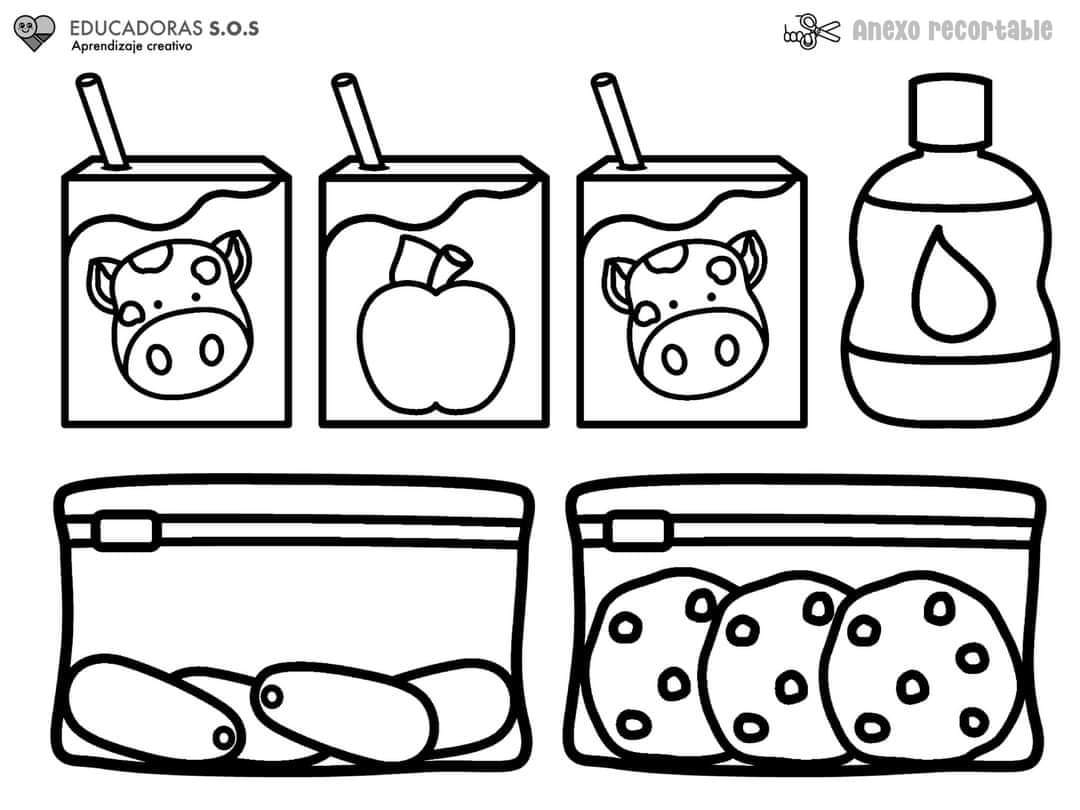 EDUCADORAS S.O.S
Aprendizaje creativo
Anexo recortable